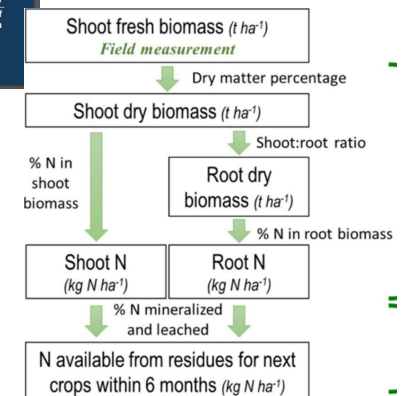 Shoot fresh biomass (t ha⁻¹)
Field measurement
Dry matter percentage
Shoot dry biomass (t ha⁻¹)
Shoot:root ratio
% N in
shoot
biomass
Root dry
biomass (t ha⁻¹)
% N in root biomass
Shoot N
(kg N ha⁻¹)
Root N
(kg N ha⁻¹)
% N mineralized
and leached
N available from residues for next
crops within 6 months (kg N ha⁻¹)